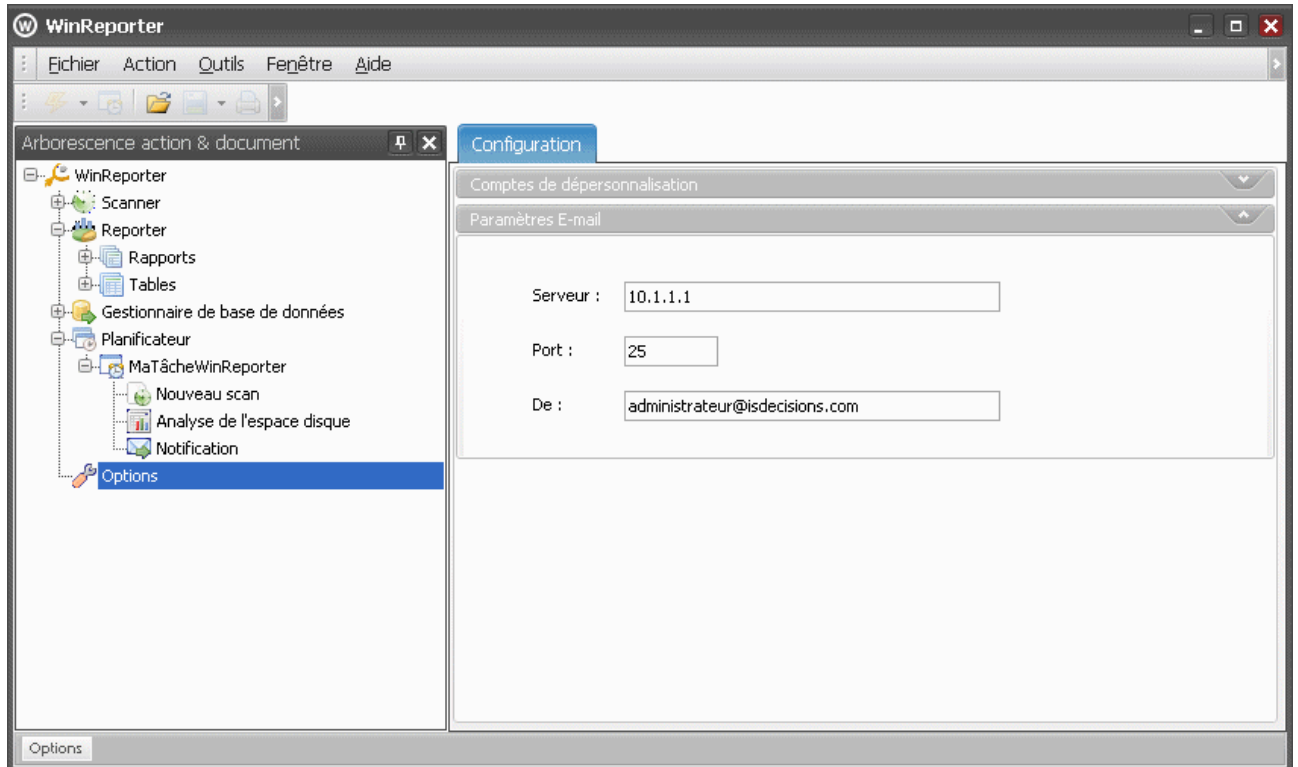 WinReporter
Fichier Action Outils Fenêtre Aide
Arborescence action & document
WinReporter
Scanner
Reporter
Rapports
Tables
Gestionnaire de base de données
Planificateur
MaTâcheWinReporter
Nouveau scan
Analyse de l'espace disque
Notification
Options
Configuration
Comptes de dépersonnalisation
Paramètres E-mail
Serveur : 10.1.1.1
Port : 25
De : administrateur@isdecisions.com
Options